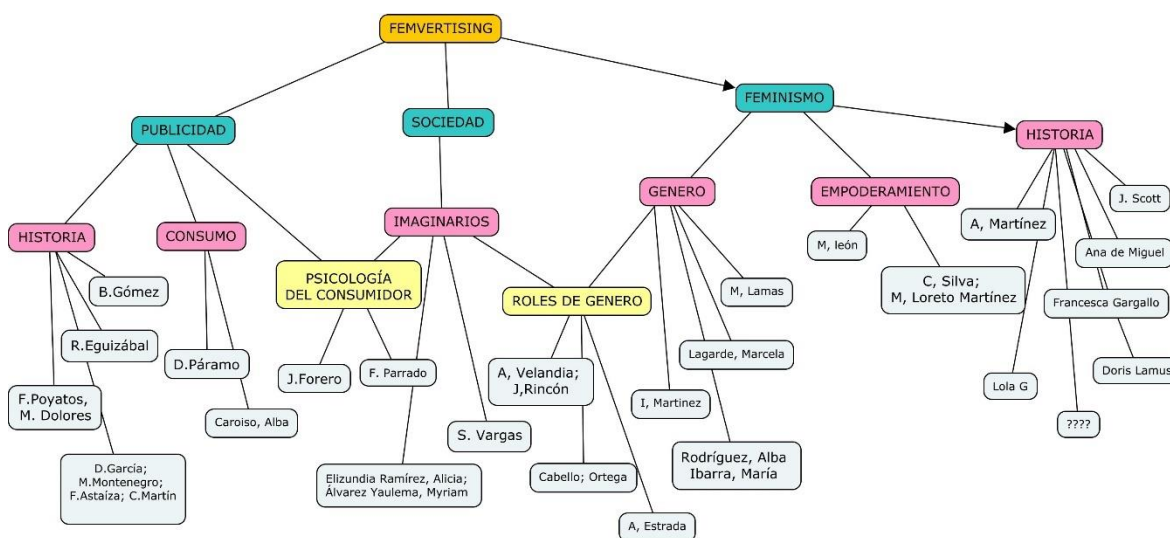 FEMVERTISING
FEMINISMO
SOCIEDAD
PUBLICIDAD
HISTORIA
GENERO
EMPODERAMIENTO
J. Scott
IMAGINARIOS
A, Martínez
HISTORIA
CONSUMO
M, león
Ana de Miguel
PSICOLOGÍA
DEL CONSUMIDOR
B.Gómez
M, Lamas
C, Silva;
M, Loreto Martínez
ROLES DE GENERO
Francesca Gargallo
R.Eguizábal
Lagarde, Marcela
D.Páramo
J.Forero
F. Parrado
A, Velandia;
J,Rincón
Doris Lamus
Lola G
F.Poyatos,
M. Dolores
I, Martinez
Caroiso, Alba
????
S. Vargas
Rodríguez, Alba
Ibarra, María
D.García;
M.Montenegro;
F.Astaíza; C.Martín
Elizundia Ramírez, Alicia;
Álvarez Yaulema, Myriam
Cabello; Ortega
A, Estrada